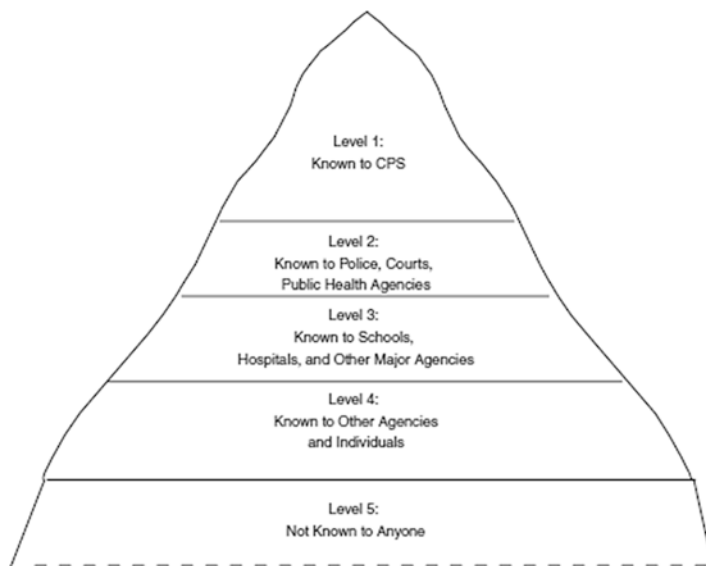 Level 1:
Known to CPS
Level 2:
Known to Police, Courts,
Public Health Agencies
Level 3:
Known to Schools,
Hospitals, and Other Major Agencies
Level 4:
Known to Other Agencies
and Individuals
Level 5:
Not Known to Anyone